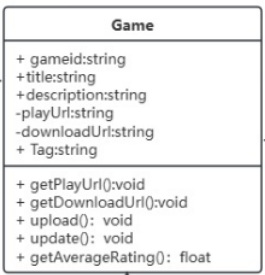 Game
+ gameid:string
+title:string
+description:string
-playUrl:string
-downloadUrl:string
+ Tag:string
+ getPlayUrl():void
+ getDownloadUrl():void
+ upload()： void
+ update()： void
+ getAverageRating()： float